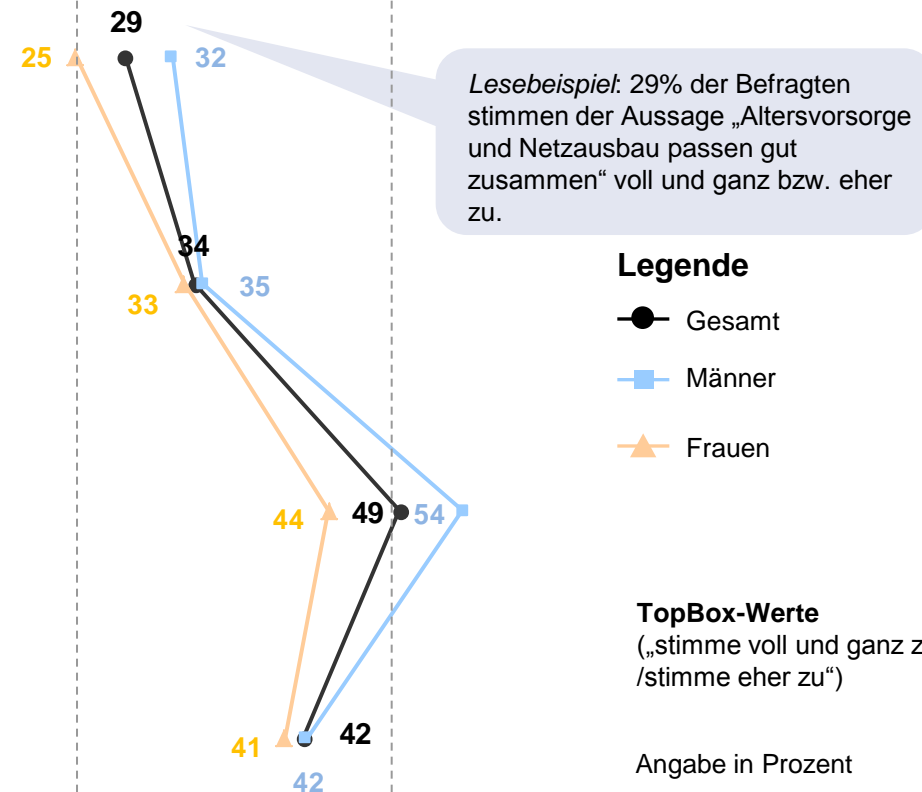 29
25
32
Lesebeispiel: 29% der Befragten
stimmen der Aussage „Altersvorsorge
und Netzausbau passen gut
zusammen“ voll und ganz bzw. eher
zu.
34
35
33
Legende
Gesamt
Männer
Frauen
44
49
54
TopBox-Werte
(„stimme voll und ganz z
/stimme eher zu“)
41
42
42
Angabe in Prozent